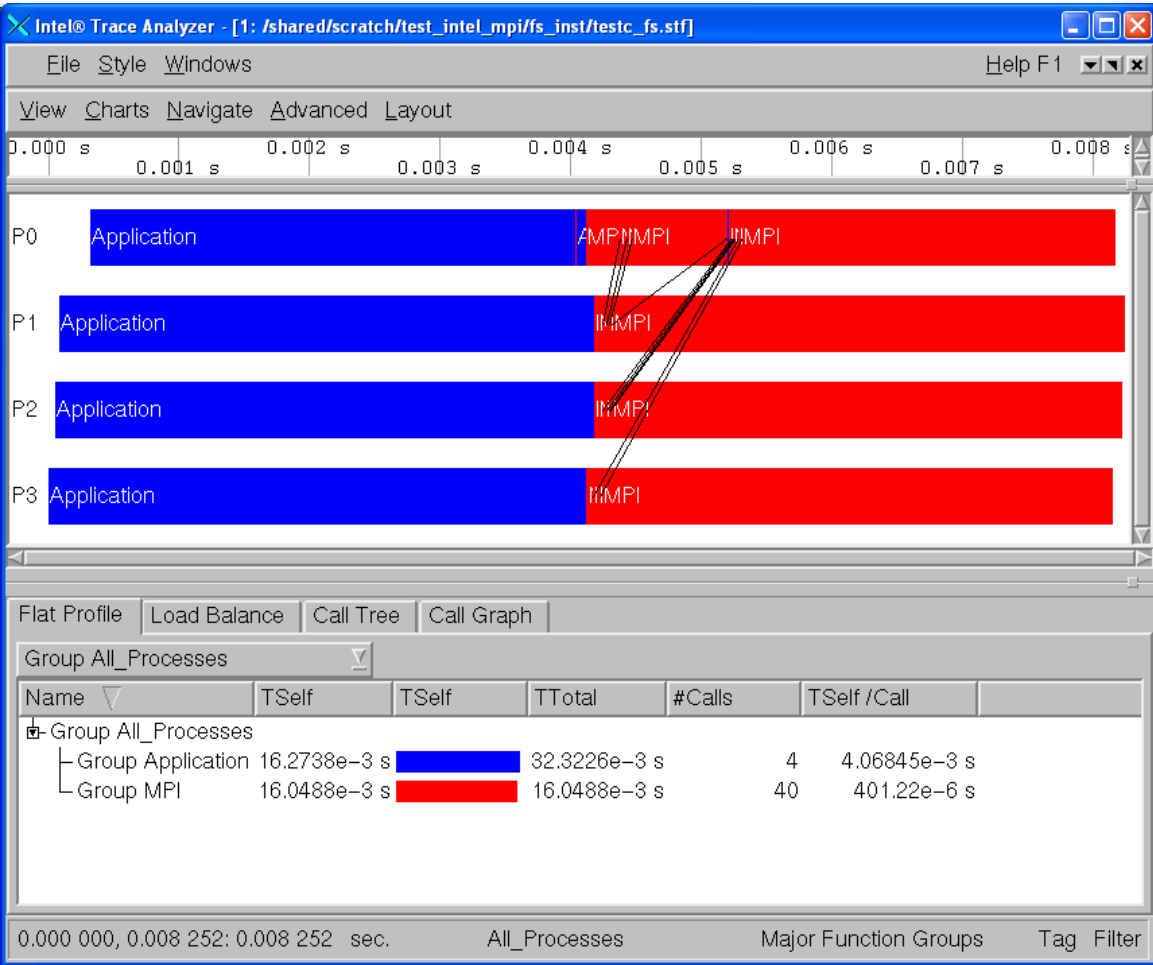 Intel® Trace Analyzer - [1: /shared/scratch/test_intel_mpi/fs_inst/testc_fs.stf]
File Style Windows Help F1
View Charts Navigate Advanced Layout
0.000 s 0.002 s 0.004 s 0.006 s 0.008 s
0.001 s 0.003 s 0.005 s 0.007 s
P0 Application MPI MPI
P1 Application MPI
P2 Application MPI
P3 Application MPI
Flat Profile Load Balance Call Tree Call Graph
Group All_Processes
Name TSelf TSelf TTotal #Calls TSelf /Call
Group All_Processes
Group Application 16.2738e-3 s 32.3226e-3 s 4 4.06845e-3 s
Group MPI 16.0488e-3 s 16.0488e-3 s 40 401.22e-6 s
0.000 000, 0.008 252: 0.008 252 sec. All_Processes Major Function Groups Tag Filter